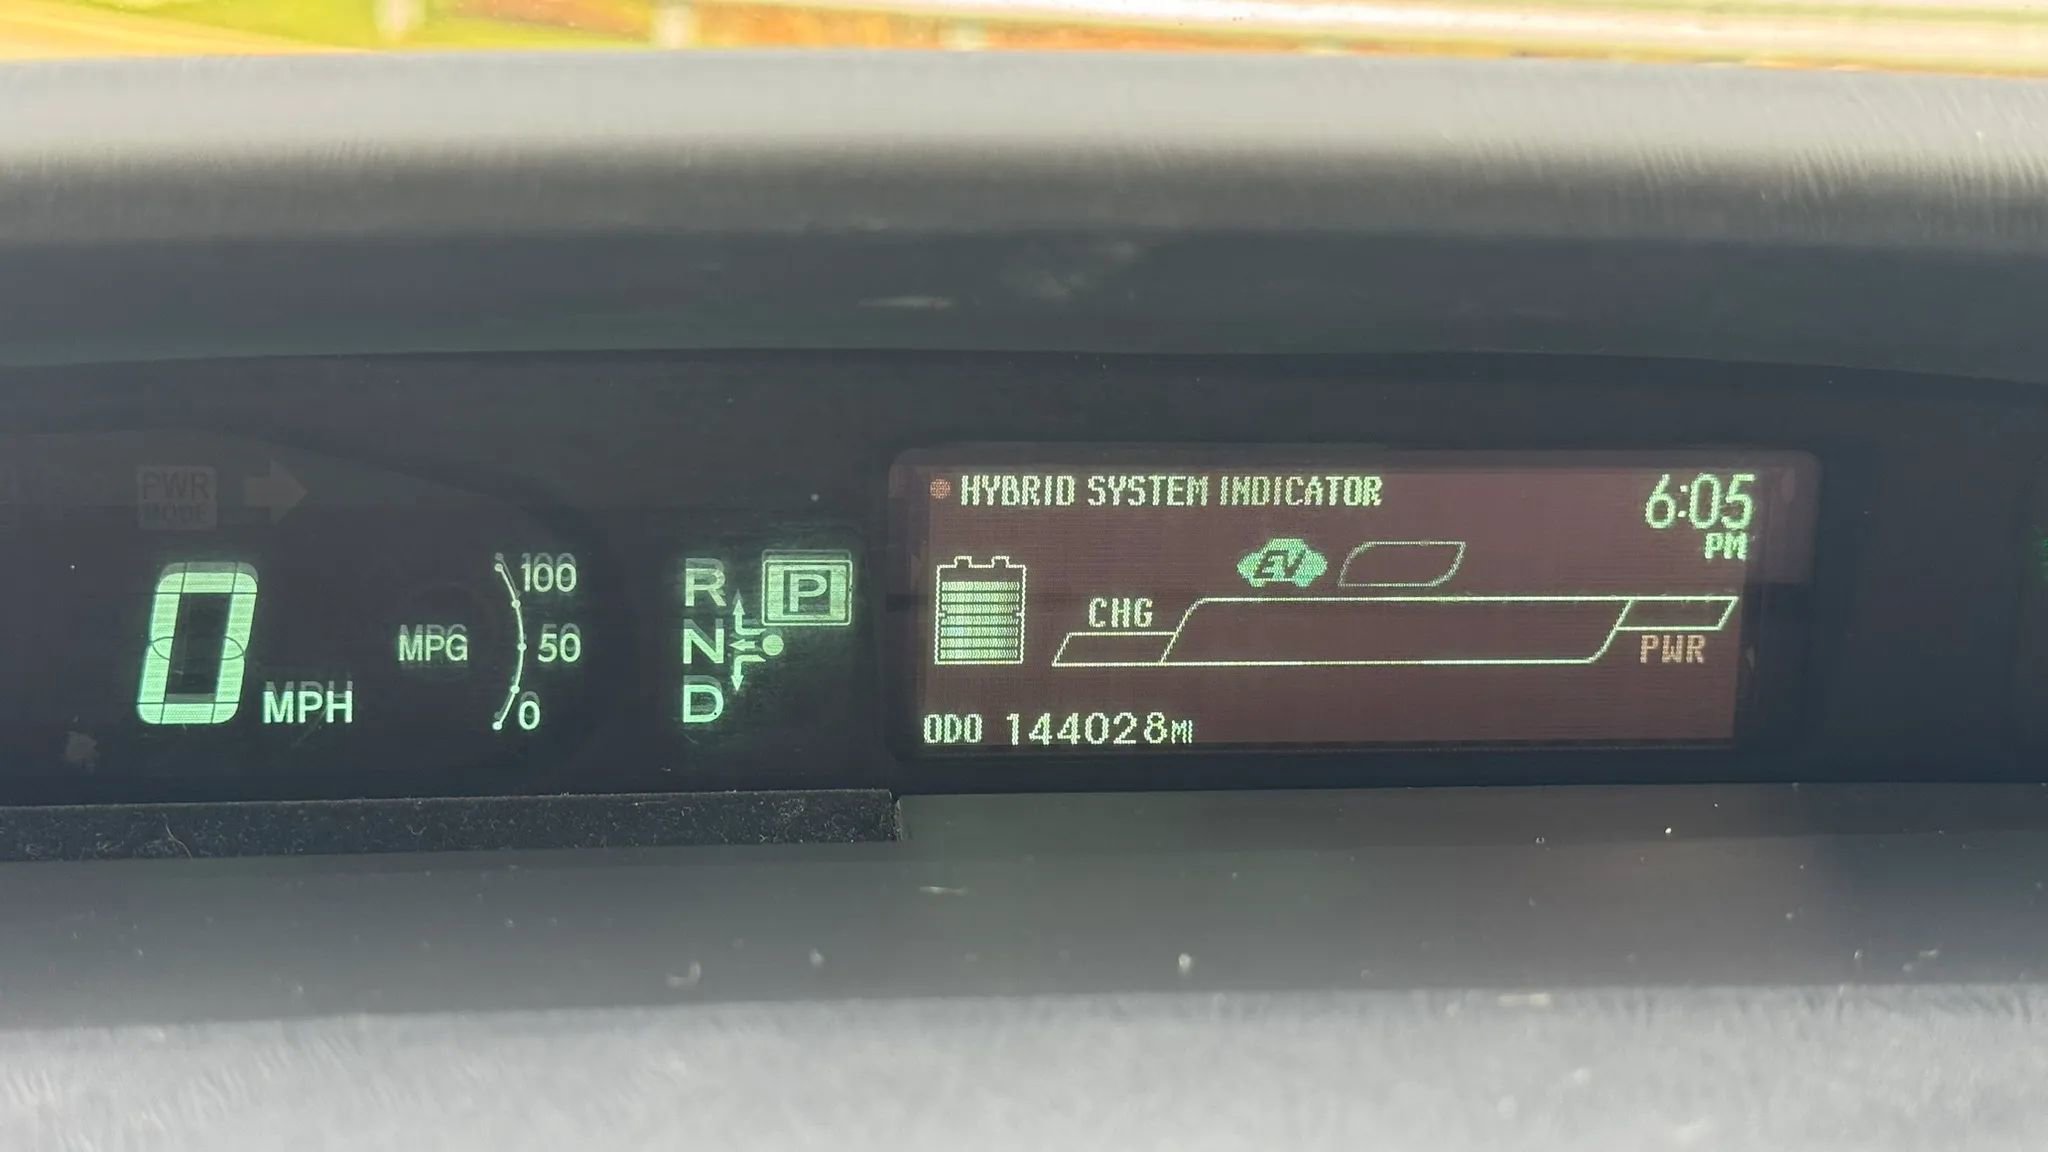 PWR
MODE
0 MPH
MPG
100
50
0
R
N
D
P
HYBRID SYSTEM INDICATOR
6:05
PM
EV
CHG
PWR
ODO 144028MI